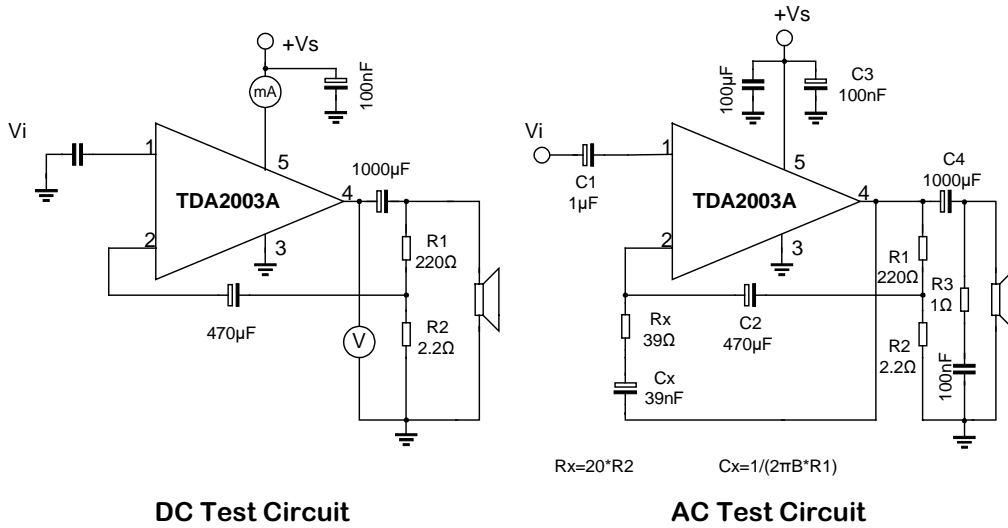 +Vs
mA
100nF
Vi
1
5
TDA2003A
4
1000µF
2
3
R1
220Ω
470µF
V
R2
2.2Ω
DC Test Circuit
+Vs
100µF
C3
100nF
Vi
1
5
C1
1µF
TDA2003A
4
C4
1000µF
2
3
R1
220Ω
R3
1Ω
Rx
39Ω
C2
470µF
R2
2.2Ω
100nF
Cx
39nF
Rx=20*R2
Cx=1/(2πB*R1)
AC Test Circuit